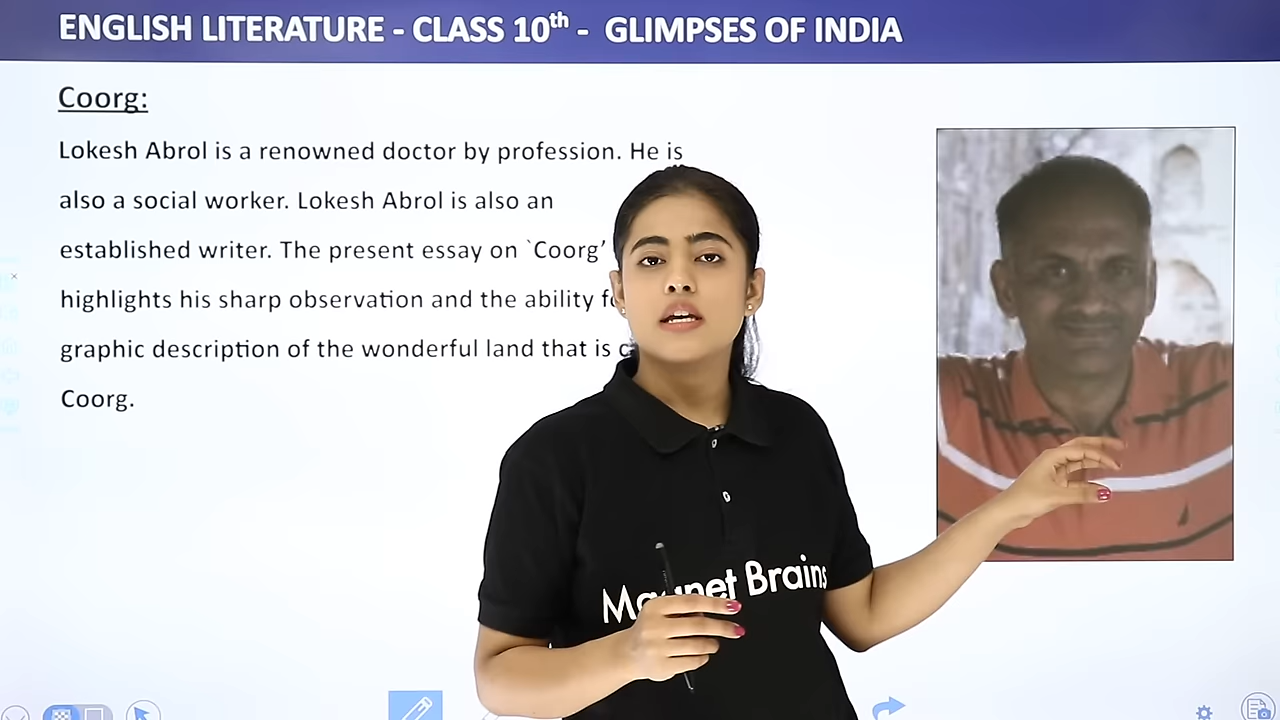 ENGLISH LITERATURE - CLASS 10th - GLIMPSES OF INDIA
Coorg:
Lokesh Abrol is a renowned doctor by profession. He is
also a social worker. Lokesh Abrol is also an
established writer. The present essay on `Coorg’
highlights his sharp observation and the ability
graphic description of the wonderful land that is
Coorg.
Brains